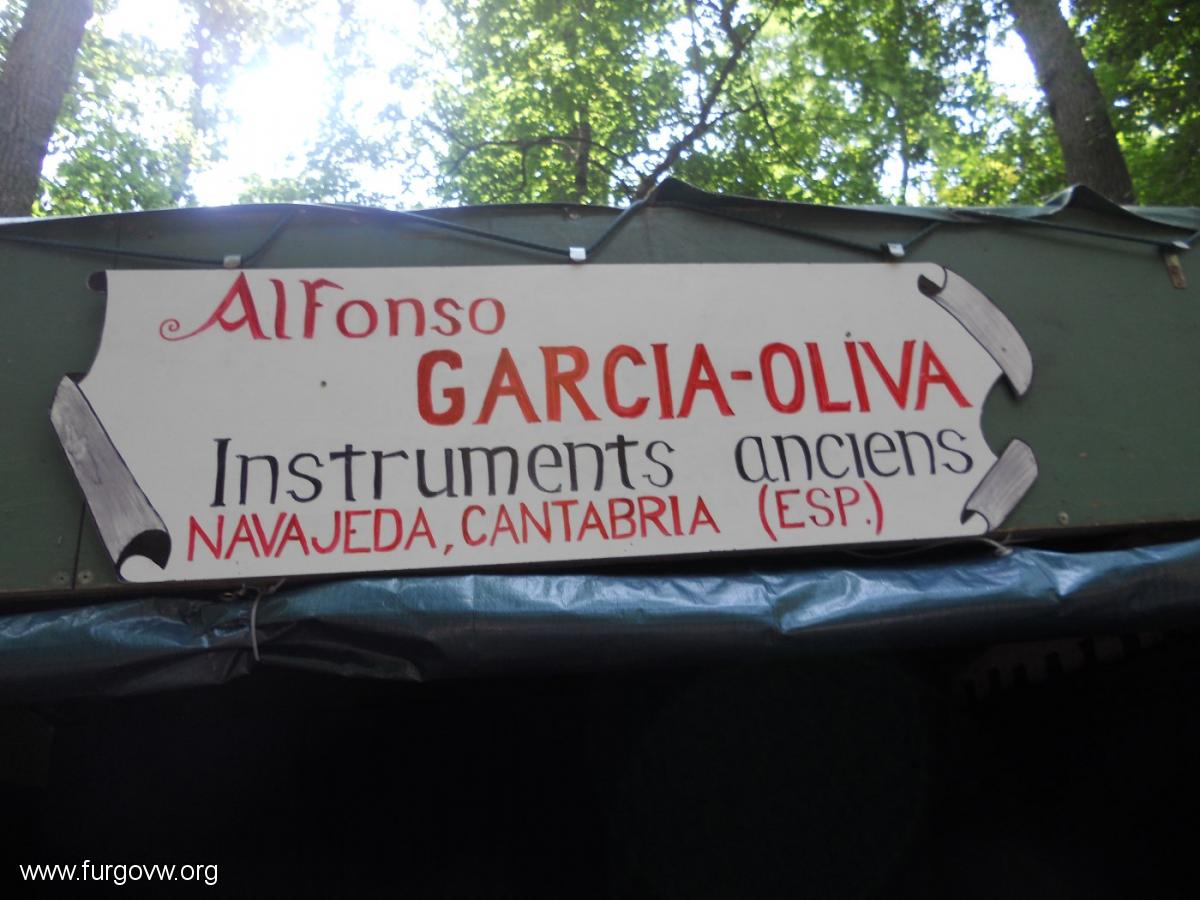 Alfonso
GARCIA-OLIVA
Instruments anciens
NAVAJEDA, CANTABRIA (ESP.)
www.furgovw.org